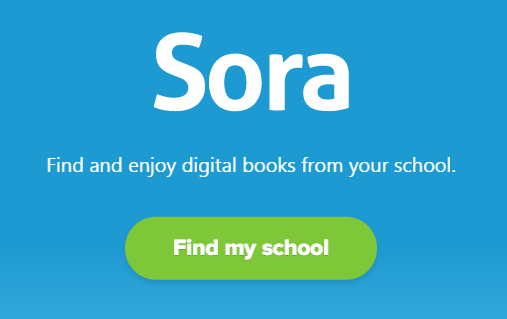 Sora
Find and enjoy digital books from your school.
Find my school